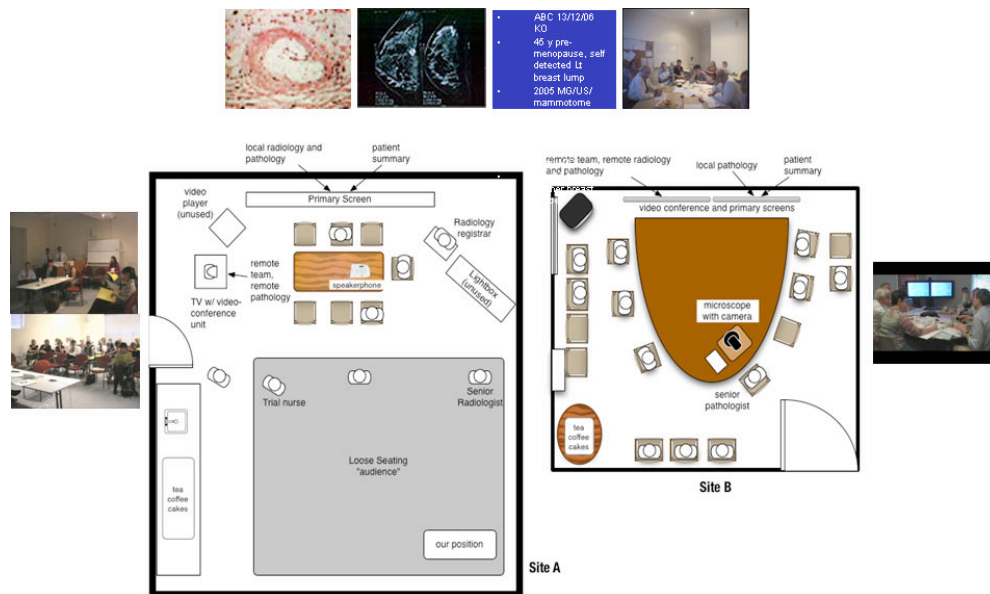 • ABC 13/12/06
KO
• 45 y pre-
menopause, self
detected Lt
breast lump
• 2005 MG/US/
mammotome
local radiology and
pathology
patient
summary
Primary Screen
video
player
(unused)
Radiology
registrar
remote
team,
remote
pathology
speakerphone
Lightbox
(unused)
TV w/ video-
conference
unit
Trial nurse
Senior
Radiologist
Loose Seating
"audience"
tea
coffee
cakes
our position
Site A
remote team, remote radiology
and pathology
local pathology
patient
summary
breast
video conference and primary screens
microscope
with camera
senior
pathologist
tea
coffee
cakes
Site B